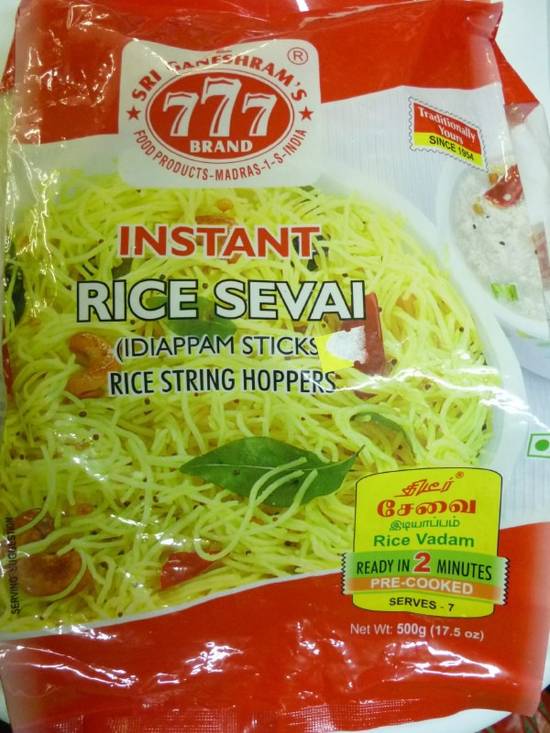 SRI GANESHRAM'S
®
777
BRAND
FOOD PRODUCTS-MADRAS-1-S-INDIA
Traditionally
Yours
SINCE 1954
INSTANT
RICE SEVAI
(IDIAPPAM STICKS
RICE STRING HOPPERS
திடீர்®
சேவை
இடியாப்பம்
Rice Vadam
READY IN 2 MINUTES
PRE-COOKED
SERVES - 7
Net Wt: 500g (17.5 oz)
SERVING SUGGESTION